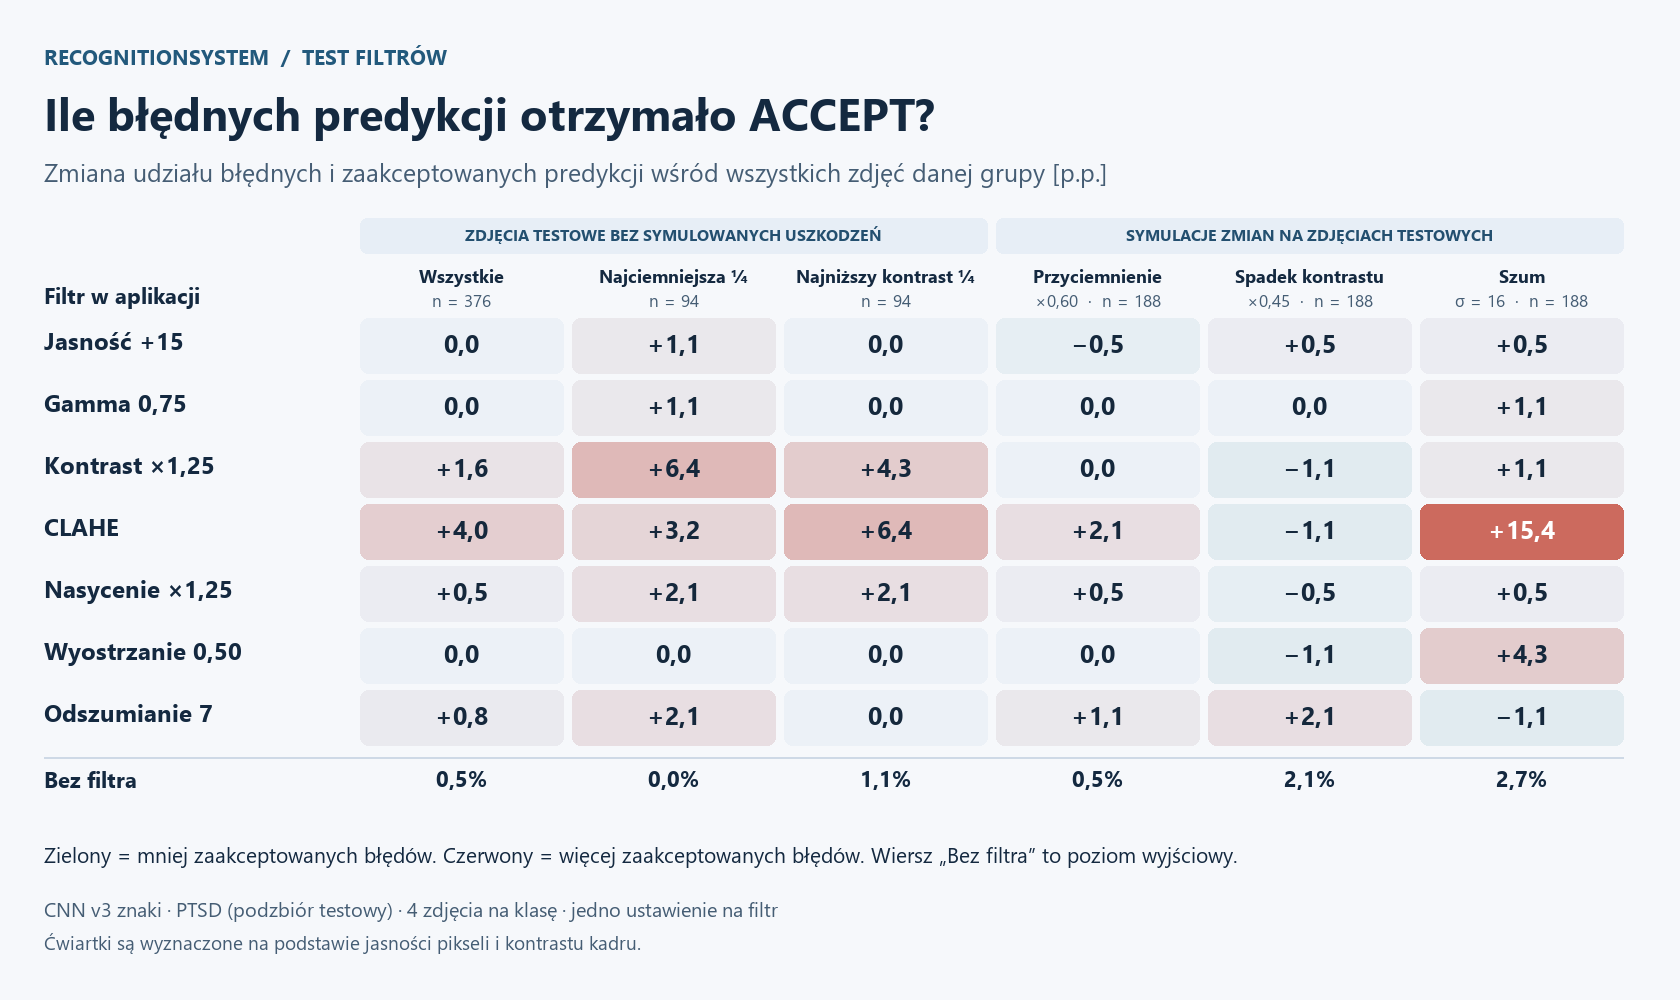 RECOGNITIONSYSTEM / TEST FILTRÓW
Ile błędnych predykcji otrzymało ACCEPT?
Zmiana udziału błędnych i zaakceptowanych predykcji wśród wszystkich zdjęć danej grupy [p.p.]
ZDJĘCIA TESTOWE BEZ SYMULOWANYCH USZKODZEŃ SYMULACJE ZMIAN NA ZDJĘCIACH TESTOWYCH
Filtr w aplikacji Wszystkie Najciemniejsza ¼ Najniższy kontrast ¼ Przyciemnienie Spadek kontrastu Szum
n = 376 n = 94 n = 94 ×0,60 · n = 188 ×0,45 · n = 188 σ = 16 · n = 188
Jasność +15 0,0 +1,1 0,0 −0,5 +0,5 +0,5
Gamma 0,75 0,0 +1,1 0,0 0,0 0,0 +1,1
Kontrast ×1,25 +1,6 +6,4 +4,3 0,0 −1,1 +1,1
CLAHE +4,0 +3,2 +6,4 +2,1 −1,1 +15,4
Nasycenie ×1,25 +0,5 +2,1 +2,1 +0,5 −0,5 +0,5
Wyostrzanie 0,50 0,0 0,0 0,0 0,0 −1,1 +4,3
Odszumianie 7 +0,8 +2,1 0,0 +1,1 +2,1 −1,1
Bez filtra 0,5% 0,0% 1,1% 0,5% 2,1% 2,7%
Zielony = mniej zaakceptowanych błędów. Czerwony = więcej zaakceptowanych błędów. Wiersz „Bez filtra” to poziom wyjściowy.
CNN v3 znaki · PTSD (podzbiór testowy) · 4 zdjęcia na klasę · jedno ustawienie na filtr
Ćwiartki są wyznaczone na podstawie jasności pikseli i kontrastu kadru.